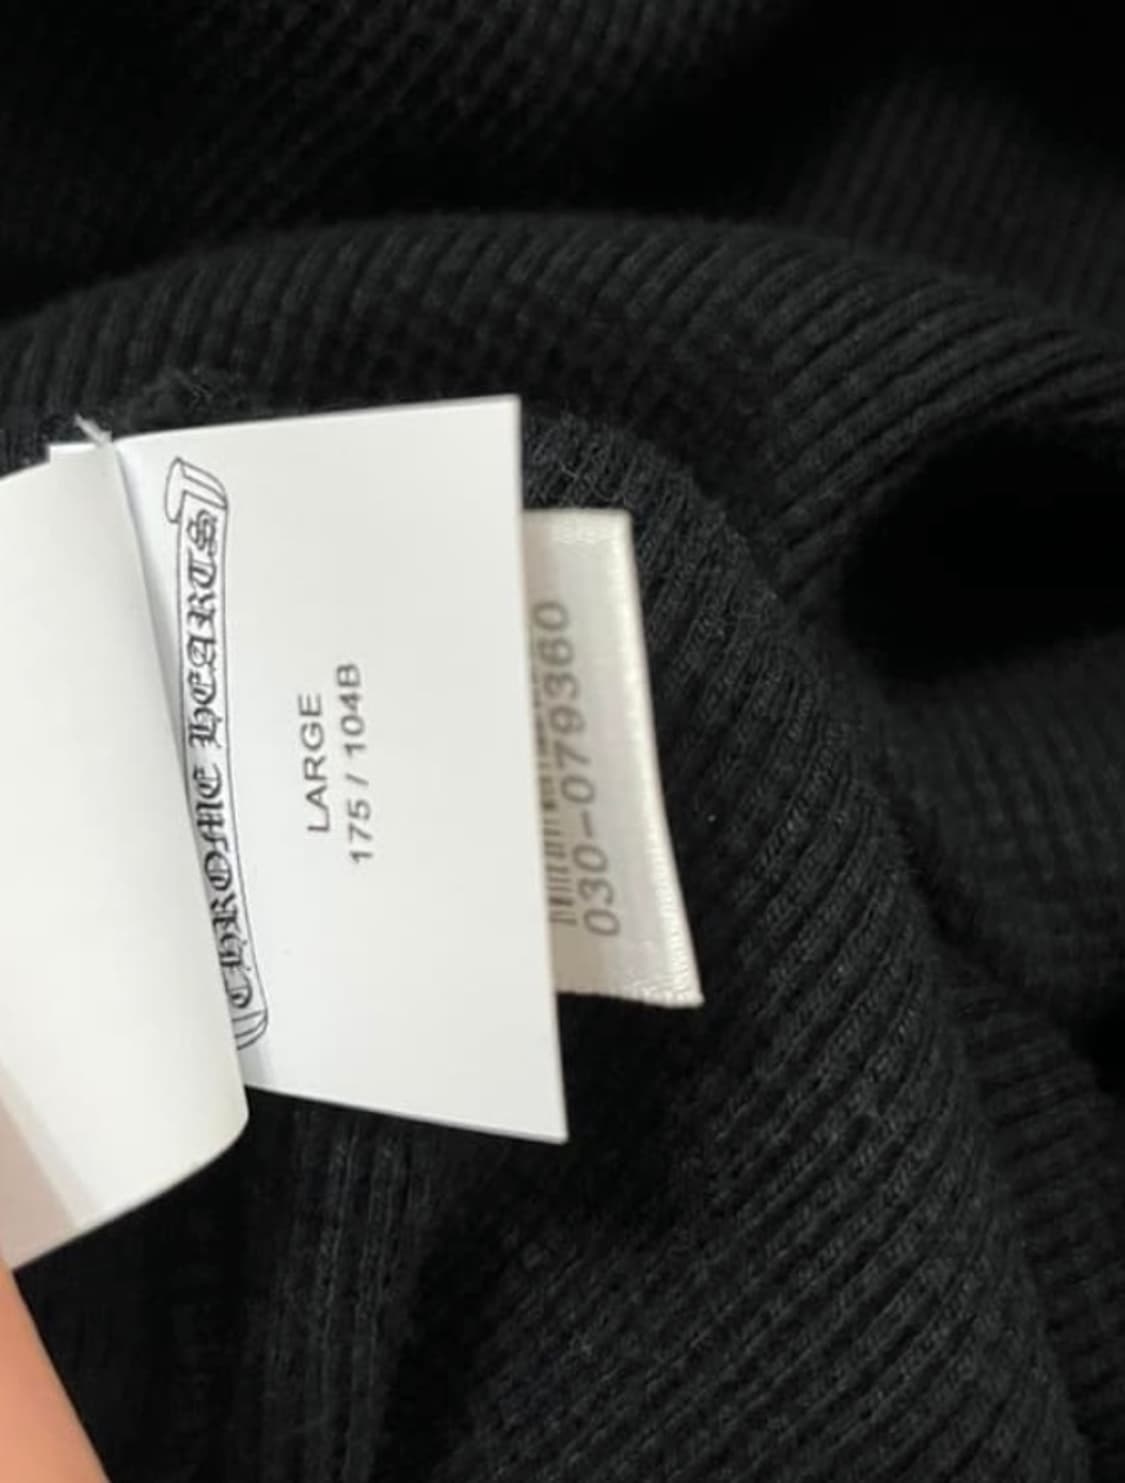 CHROME HEARTS
LARGE
175 / 104B
030-079360